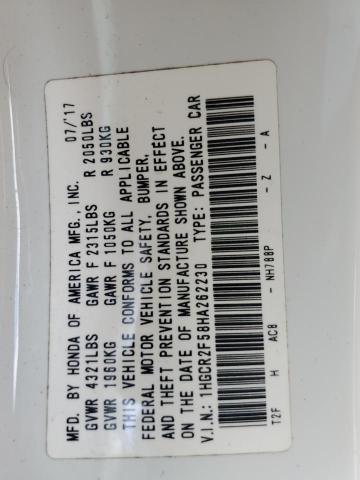 MFD. BY HONDA OF AMERICA MFG., INC. 07/'17
GVWR 4321LBS GAWR F 2315LBS R 2050LBS
GVWR 1960KG GAWR F 1050KG R 930KG
THIS VEHICLE CONFORMS TO ALL APPLICABLE
FEDERAL MOTOR VEHICLE SAFETY, BUMPER,
AND THEFT PREVENTION STANDARDS IN EFFECT
ON THE DATE OF MANUFACTURE SHOWN ABOVE.
V.I.N.: 1HGCR2F58HA262230 TYPE: PASSENGER CAR
T2F H AC8 - NH788P - Z - A